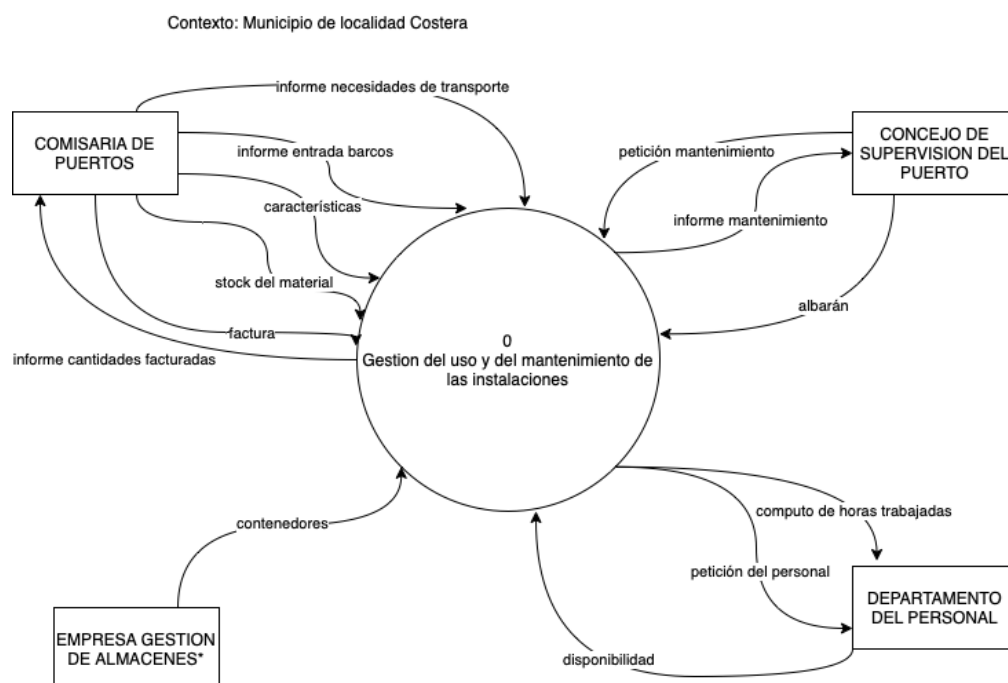 Contexto: Municipio de localidad Costera
informe necesidades de transporte
COMISARIA DE
PUERTOS
informe entrada barcos
características
stock del material
factura
informe cantidades facturadas
CONCEJO DE
SUPERVISION DEL
PUERTO
petición mantenimiento
informe mantenimiento
albarán
0
Gestion del uso y del mantenimiento de
las instalaciones
contenedores
EMPRESA GESTION
DE ALMACENES*
computo de horas trabajadas
petición del personal
disponibilidad
DEPARTAMENTO
DEL PERSONAL